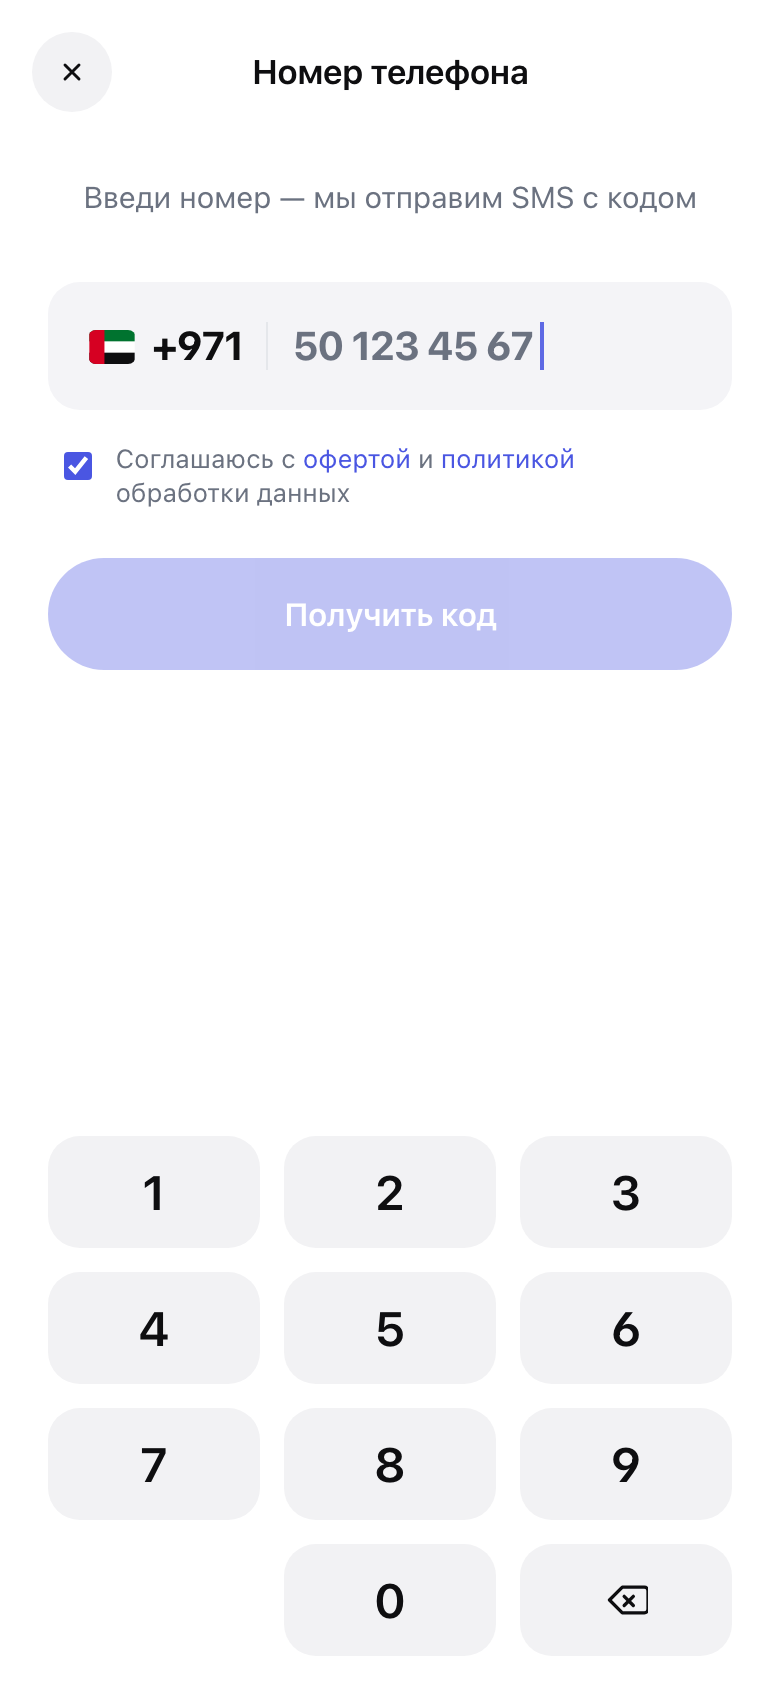 Номер телефона
Введи номер — мы отправим SMS с кодом
+971 50 123 45 67
Соглашаюсь с офертой и политикой
обработки данных
Получить код
1 2 3
4 5 6
7 8 9
0